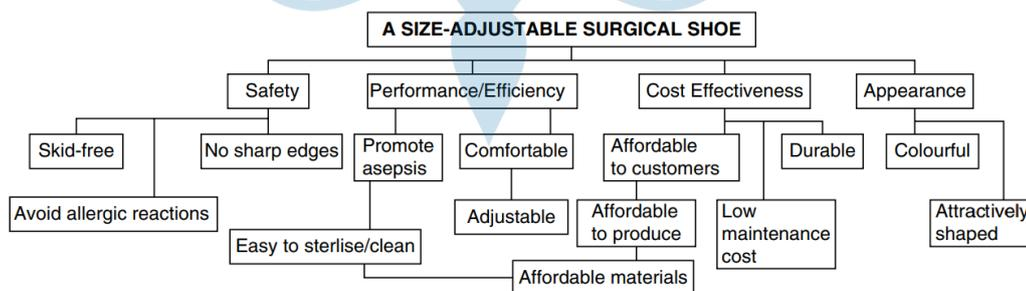 A SIZE-ADJUSTABLE SURGICAL SHOE
Safety
Performance/Efficiency
Cost Effectiveness
Appearance
Skid-free
No sharp edges
Promote
asepsis
Comfortable
Affordable
to customers
Durable
Colourful
Avoid allergic reactions
Adjustable
Affordable
to produce
Low
maintenance
cost
Attractively
shaped
Easy to sterlise/clean
Affordable materials